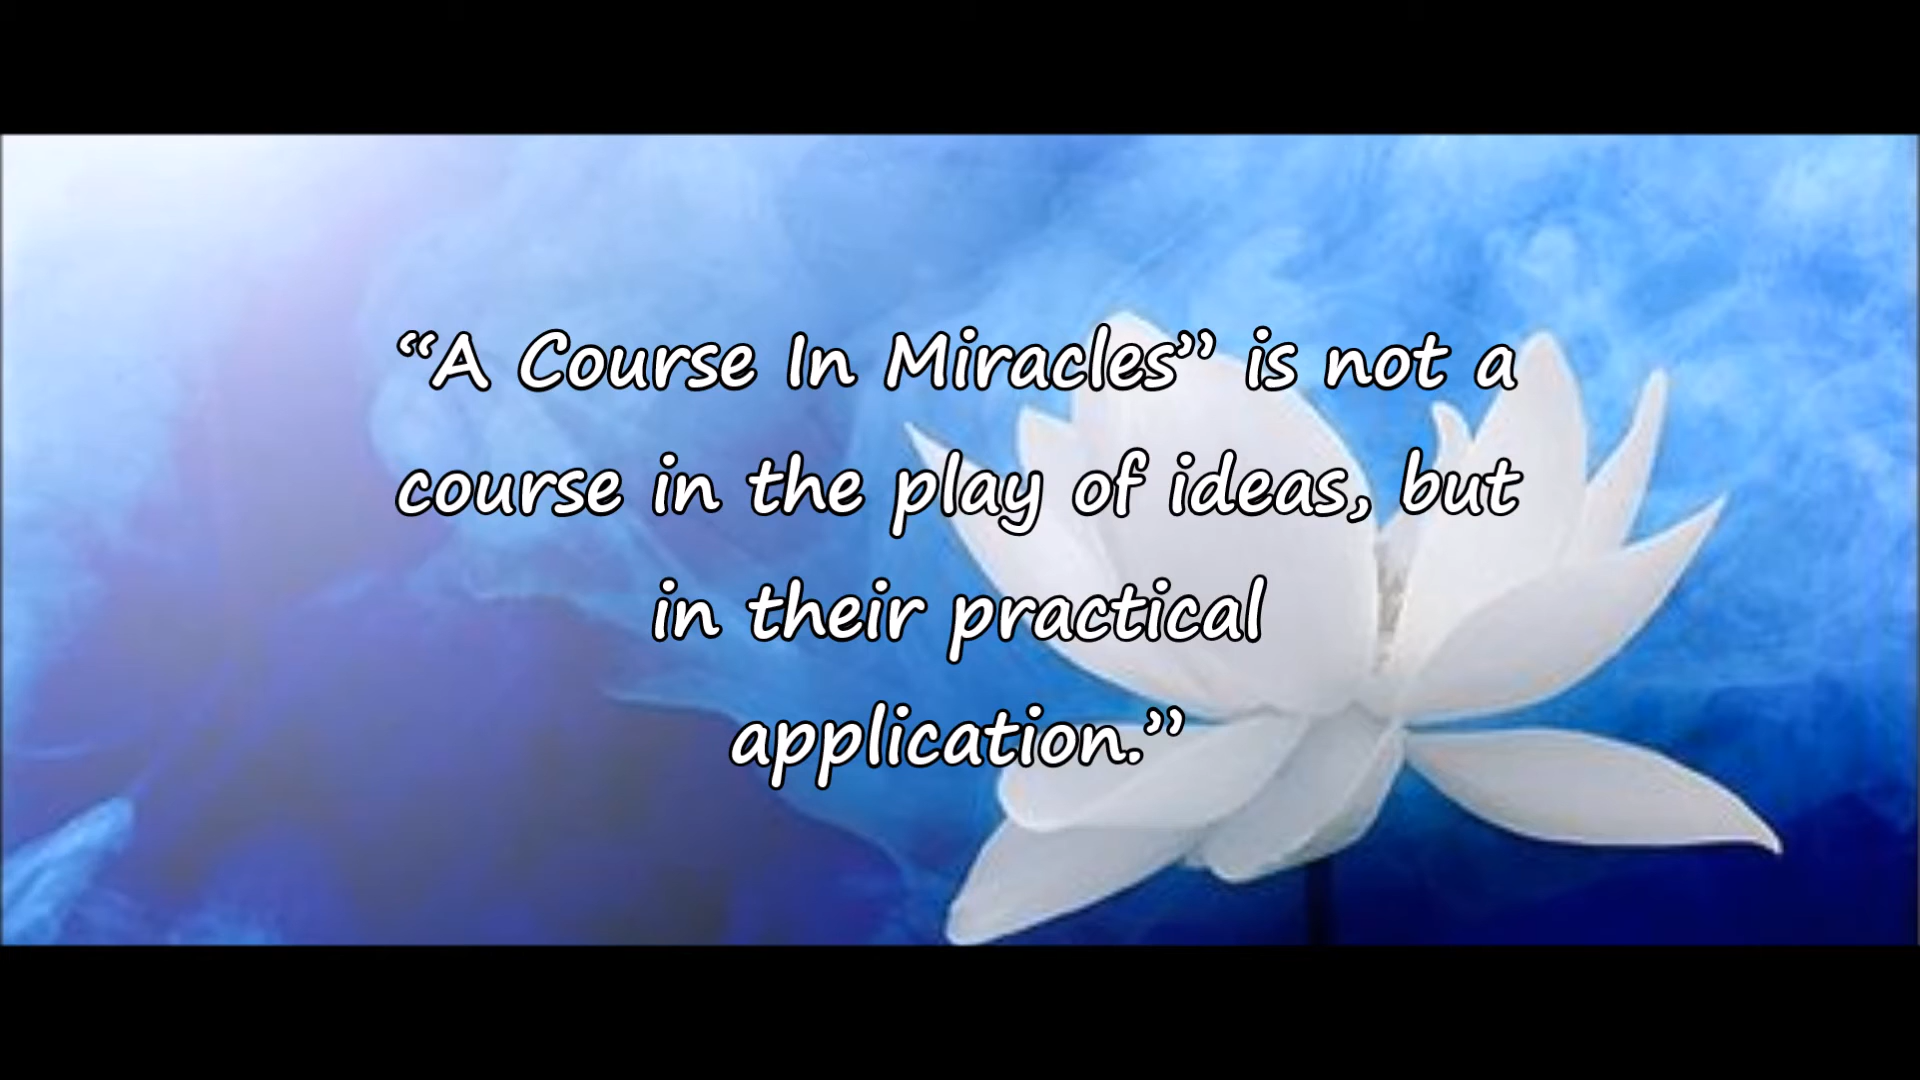 “A Course In Miracles” is not a
course in the play of ideas, but
in their practical
application.”